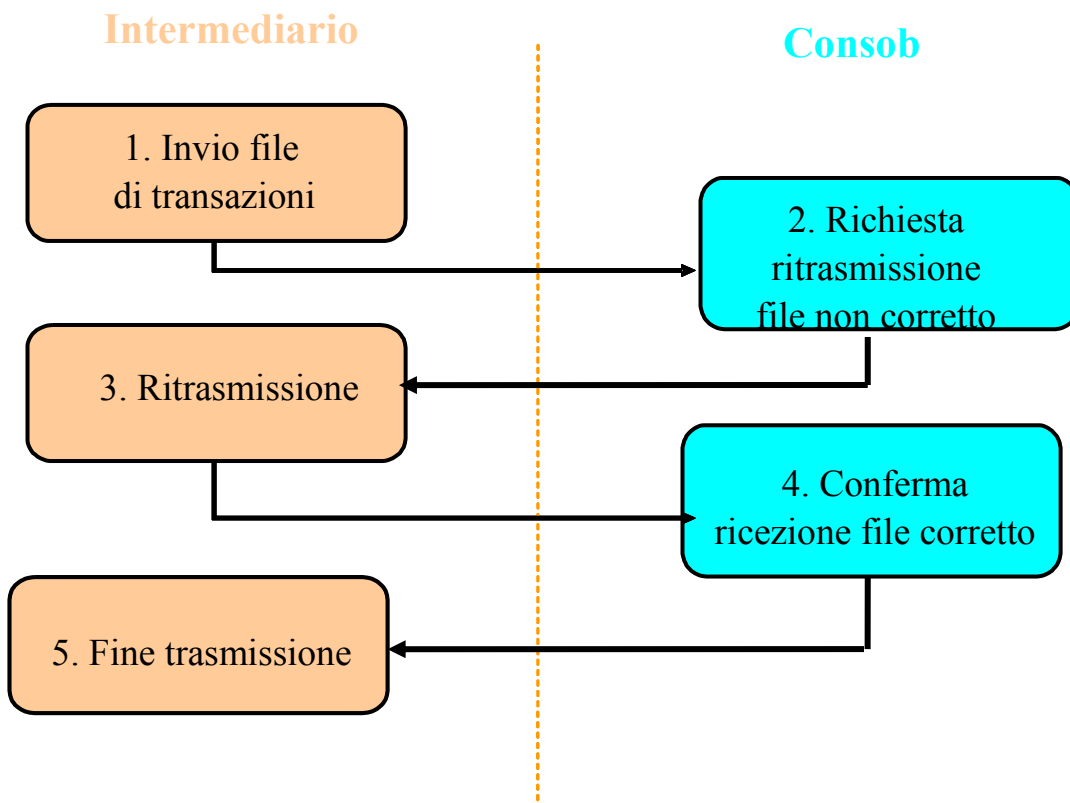 Intermediario
Consob
1. Invio file
di transazioni
2. Richiesta
ritrasmissione
file non corretto
3. Ritrasmissione
4. Conferma
ricezione file corretto
5. Fine trasmissione